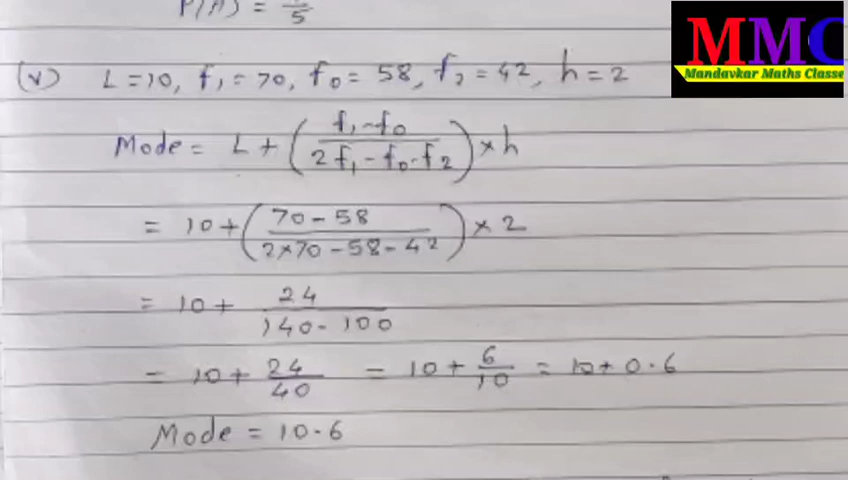 P(A) = 1/5
MMC
Mandavkar Maths Classe
(v) L = 10, f₁ = 70, f₀ = 58, f₂ = 42, h = 2
Mode = L + ( (f₁ - f₀) / (2f₁ - f₀ - f₂) ) × h
= 10 + ( (70 - 58) / (2×70 - 58 - 42) ) × 2
= 10 + 24 / (140 - 100)
= 10 + 24/40 = 10 + 6/10 = 10 + 0.6
Mode = 10.6